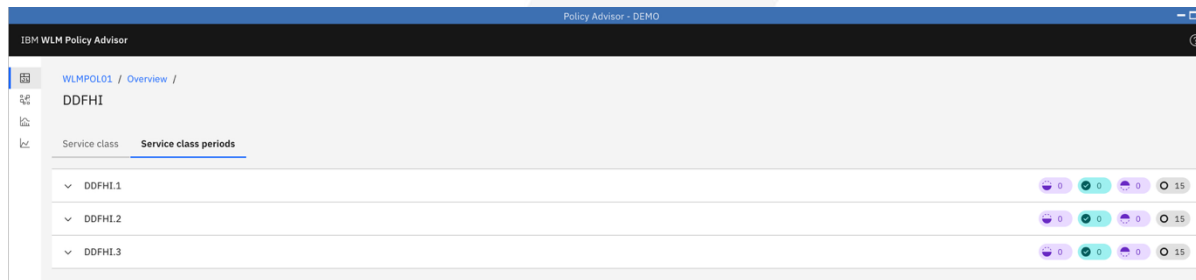 Policy Advisor - DEMO
IBM WLM Policy Advisor
WLMPOL01 / Overview /
DDFHI
Service class Service class periods
DDFHI.1 0 0 0 15
DDFHI.2 0 0 0 15
DDFHI.3 0 0 0 15